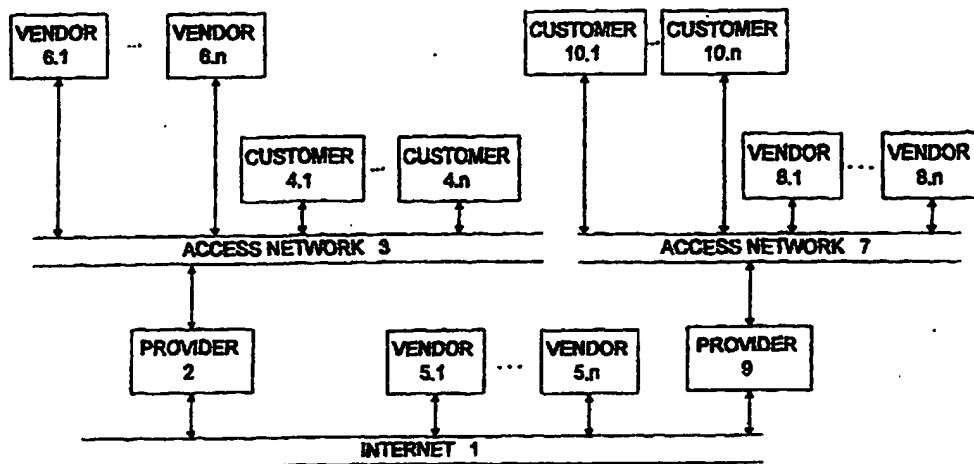 VENDOR
6.1
...
VENDOR
6.n
CUSTOMER
10.1
CUSTOMER
10.n
CUSTOMER
4.1
...
CUSTOMER
4.n
VENDOR
8.1
...
VENDOR
8.n
ACCESS NETWORK 3
ACCESS NETWORK 7
PROVIDER
2
VENDOR
5.1
...
VENDOR
5.n
PROVIDER
9
INTERNET 1